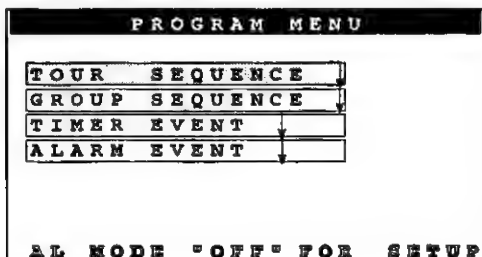 PROGRAM MENU
TOUR SEQUENCE
GROUP SEQUENCE
TIMER EVENT
ALARM EVENT
AL MODE "OFF" FOR SETUP